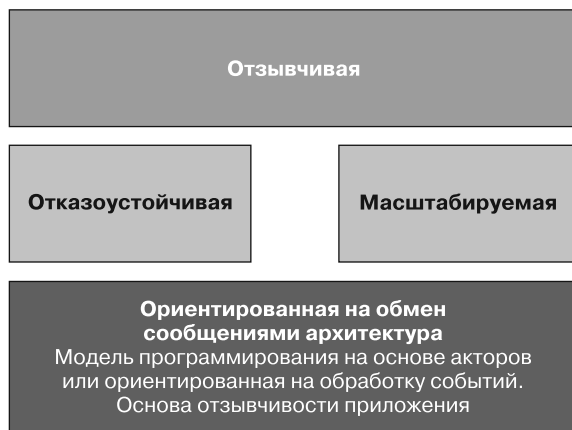 Отзывчивая
Отказоустойчивая
Масштабируемая
Ориентированная на обмен
сообщениями архитектура
Модель программирования на основе акторов
или ориентированная на обработку событий.
Основа отзывчивости приложения